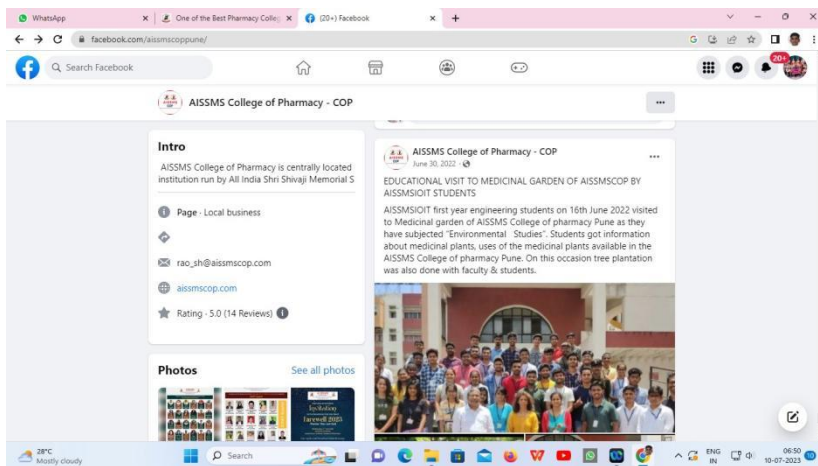 WhatsApp
One of the Best Pharmacy Colleg
(20+) Facebook
facebook.com/aissmscoppune/
Search Facebook
20+
AISSMS College of Pharmacy - COP
Intro
AISSMS College of Pharmacy is centrally located
institution run by All India Shri Shivaji Memorial S
Page · Local business
rao_sh@aissmscop.com
aissmscop.com
Rating · 5.0 (14 Reviews)
Photos
See all photos
Invitation
Farewell 2023
AISSMS College of Pharmacy - COP
June 30, 2022 ·
EDUCATIONAL VISIT TO MEDICINAL GARDEN OF AISSMSCOP BY
AISSMSIOIT STUDENTS
AISSMSIOIT first year engineering students on 16th June 2022 visited
to Medicinal garden of AISSMS College of pharmacy Pune as they
have subjected "Environmental Studies". Students got information
about medicinal plants, uses of the medicinal plants available in the
AISSMS College of pharmacy Pune. On this occasion tree plantation
was also done with faculty & students.
28°C
Mostly cloudy
Search
ENG
IN
06:50
10-07-2023